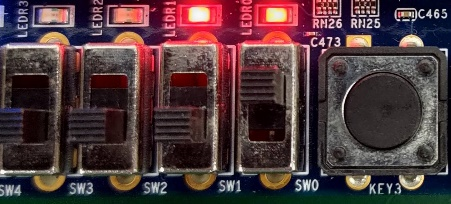 LEDR3
LEDR2
LEDR1
LEDR0
RN26
RN25
C465
C473
SW4
SW3
SW2
SW1
SW0
KEY3